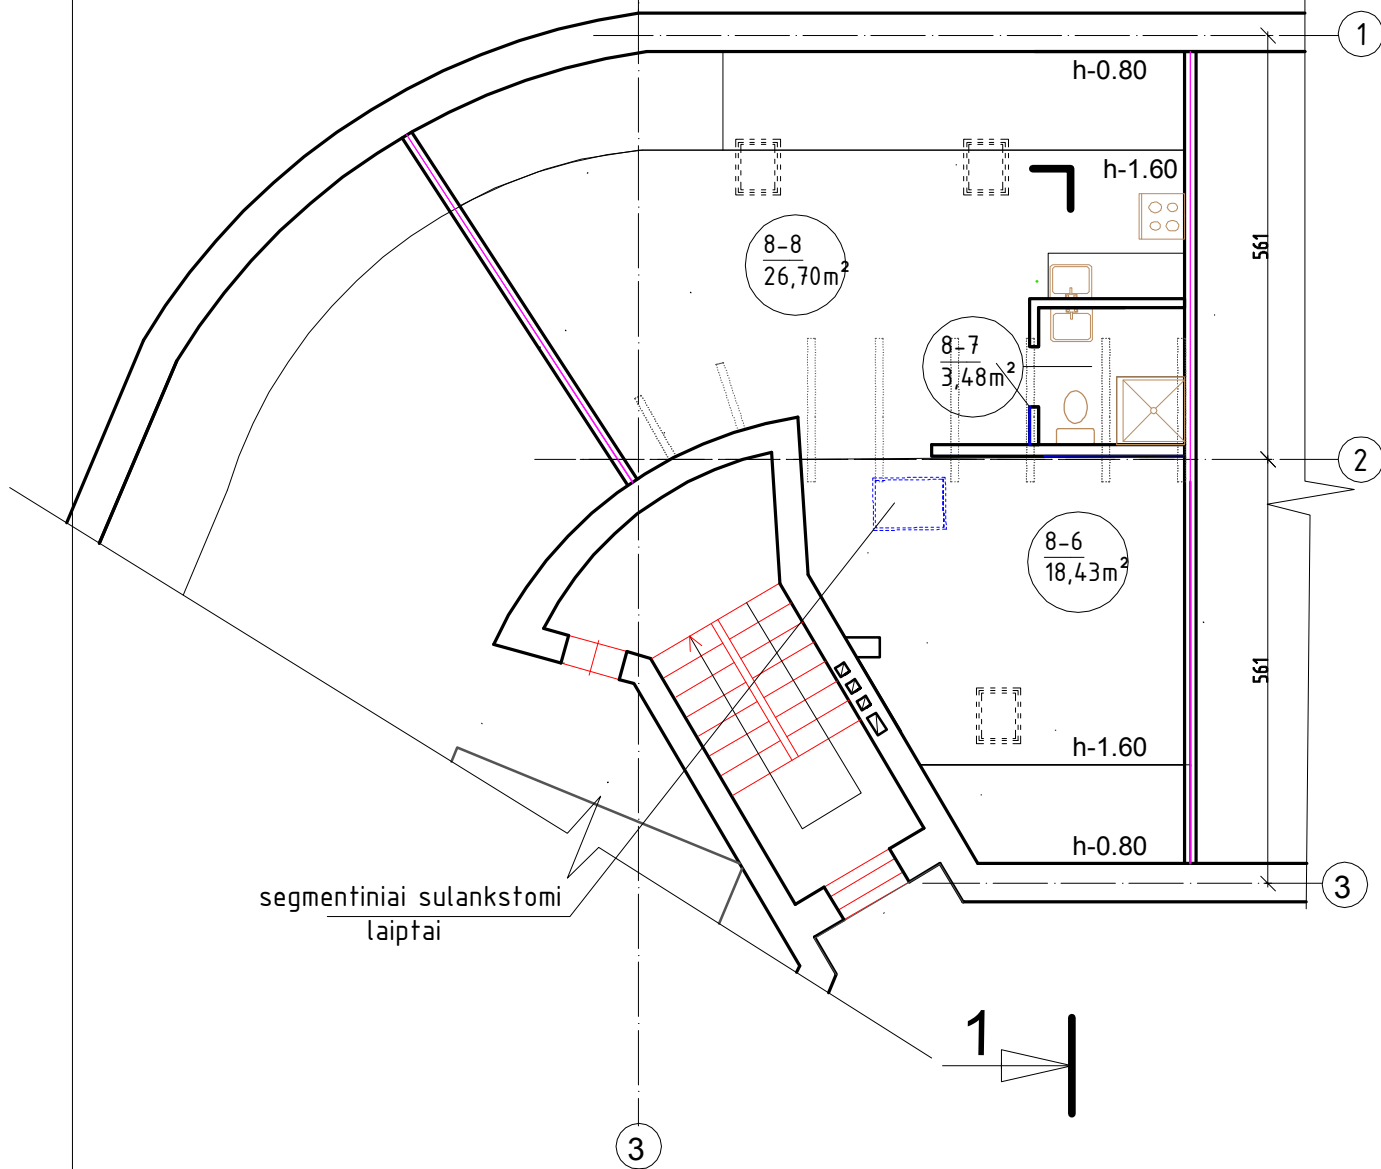 1
h-0.80
h-1.60
8-8
26,70m²
561
8-7
3,48m²
2
8-6
18,43m²
561
h-1.60
h-0.80
3
segmentiniai sulankstomi
laiptai
1
3